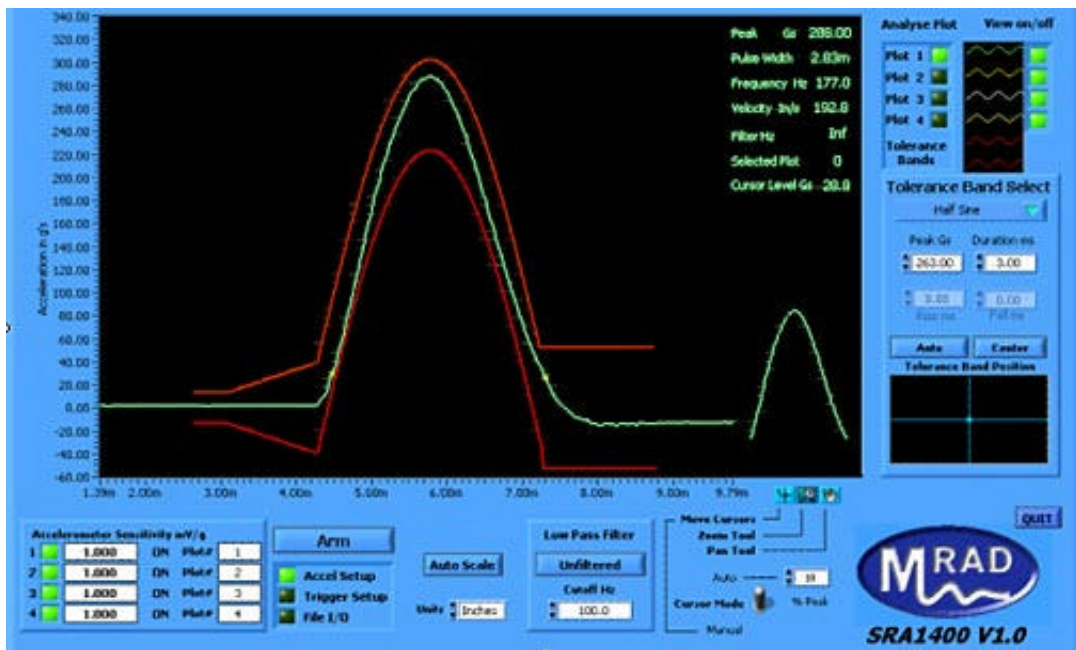 340.00
320.00
300.00
280.00
260.00
240.00
220.00
200.00
180.00
160.00
140.00
120.00
100.00
80.00
60.00
40.00
20.00
0.00
-20.00
-40.00
-60.00
Acceleration in g's
1.39m 2.00m 3.00m 4.00m 5.00m 6.00m 7.00m 8.00m 9.00m 9.79m
Peak Gs 288.00
Pulse Width 2.83m
Frequency Hz 177.0
Velocity In/s 192.8
Filter Hz Inf
Selected Plot 0
Cursor Level Gs 28.8
Analyse Plot View on/off
Plot 1
Plot 2
Plot 3
Plot 4
Tolerance
Bands
Tolerance Band Select
Half Sine
Peak Gs Duration ms
263.00 3.00
0.00
Fall ms
Auto Center
Tolerance Band Position
Accelerometer Sensitivity mV/g
1 1.000 ON Plot# 1
2 1.000 ON Plot# 2
3 1.000 ON Plot# 3
4 1.000 ON Plot# 4
Arm
Accel Setup
Trigger Setup
File I/O
Auto Scale
Units Inches
Low Pass Filter
Unfiltered
Cutoff Hz
100.0
Move Cursors
Zoom Tool
Pan Tool
Auto 10
Cursor Mode % Peak
Manual
QUIT
MRAD
SRA1400 V1.0